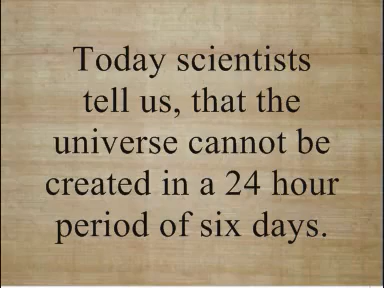 Today scientists
tell us, that the
universe cannot be
created in a 24 hour
period of six days.